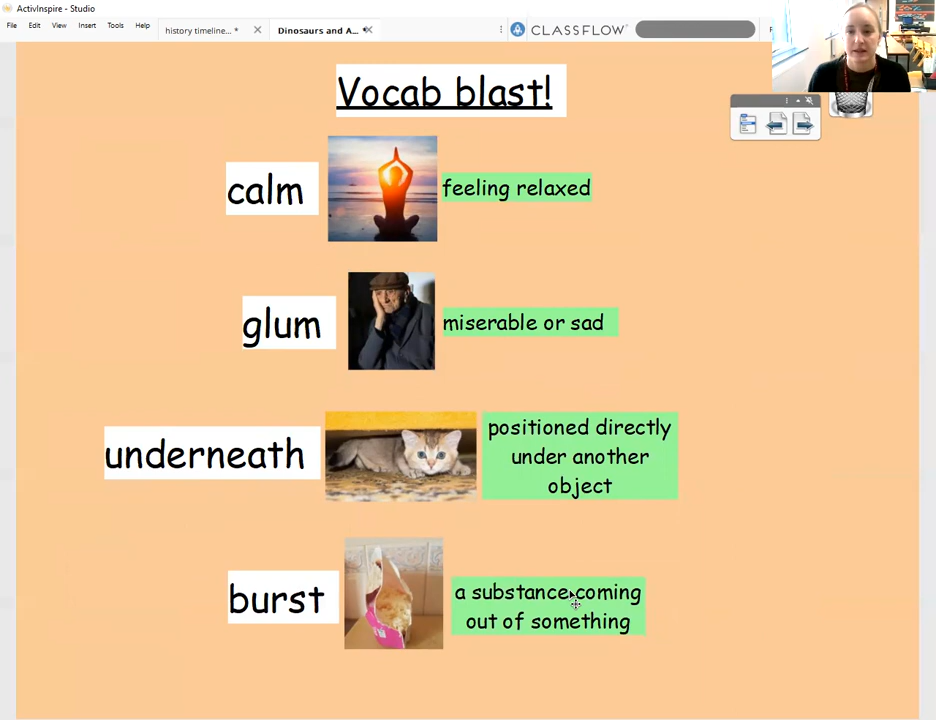 ActivInspire - Studio
File Edit View Insert Tools Help
history timeline... *
Dinosaurs and A...
CLASSFLOW
Vocab blast!
calm
feeling relaxed
glum
miserable or sad
underneath
positioned directly
under another
object
burst
a substance coming
out of something